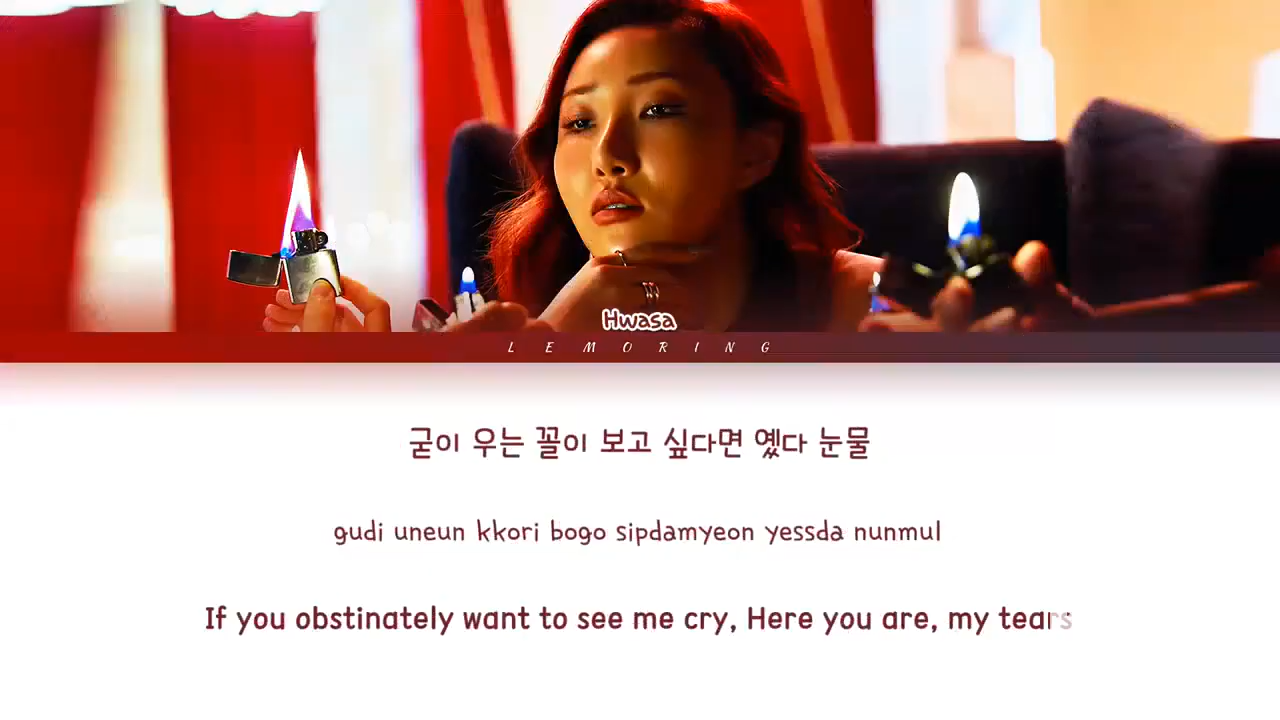 Hwasa
LEMORING
굳이 우는 꼴이 보고 싶다면 옜다 눈물
gudi uneun kkori bogo sipdamyeon yessda nunmul
If you obstinately want to see me cry, Here you are, my tears